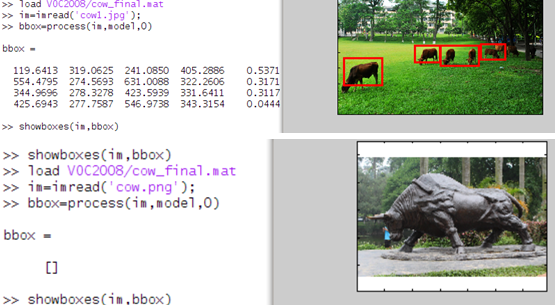 >> load VOC2008/cow_final.mat
>> im=imread('cow1.jpg');
>> bbox=process(im,model,0)
bbox =
119.6413 319.0625 241.0850 405.2886 0.5371
554.4795 274.5693 631.0088 322.2606 0.3171
344.9696 278.3278 423.5939 331.6411 0.3117
425.6943 277.7587 546.9738 343.3154 0.0444
>> showboxes(im,bbox)
>> showboxes(im,bbox)
>> load VOC2008/cow_final.mat
>> im=imread('cow.png');
>> bbox=process(im,model,0)
bbox =
[]
>> showboxes(im,bbox)